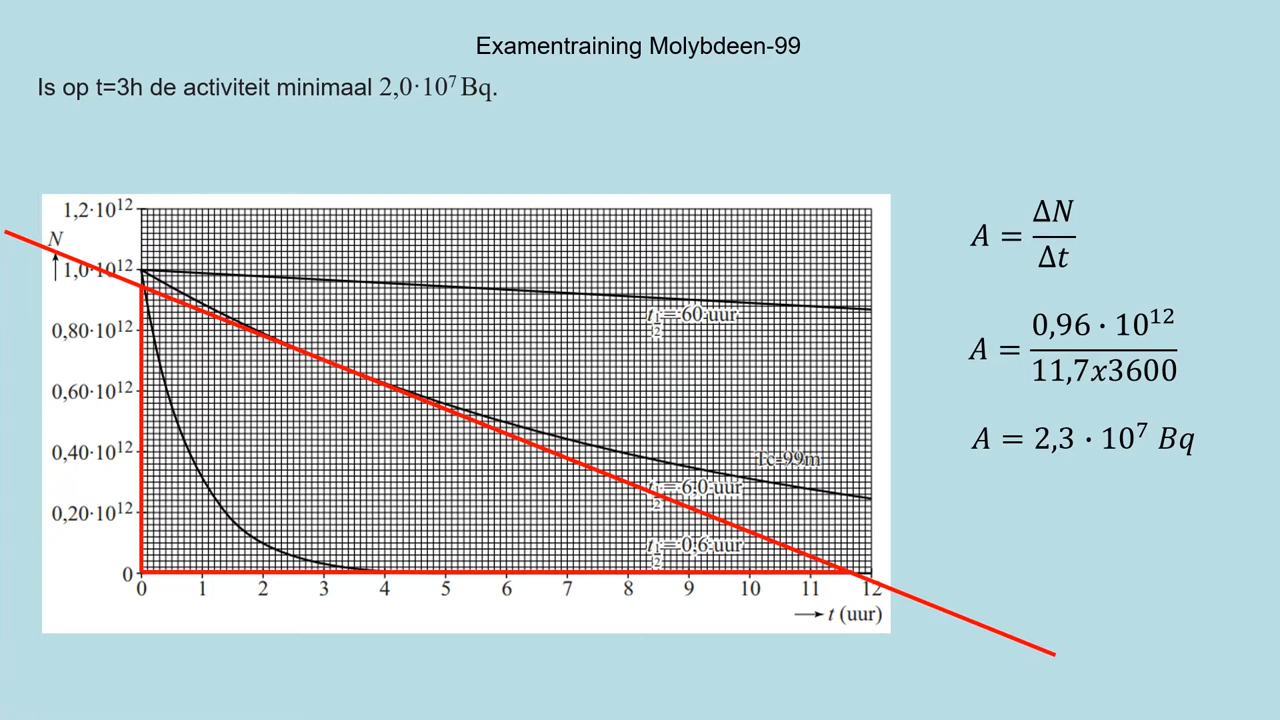 Examentraining Molybdeen-99
Is op t=3h de activiteit minimaal 2,0·10⁷ Bq.
1,2·10¹²
N
1,0·10¹²
0,80·10¹²
0,60·10¹²
0,40·10¹²
0,20·10¹²
0
t½ = 60 uur
Tc-99m
t½ = 6,0 uur
t½ = 0,6 uur
0 1 2 3 4 5 6 7 8 9 10 11 12
→ t (uur)
A = ΔN/Δt
A = 0,96 · 10¹²/11,7x3600
A = 2,3 · 10⁷ Bq